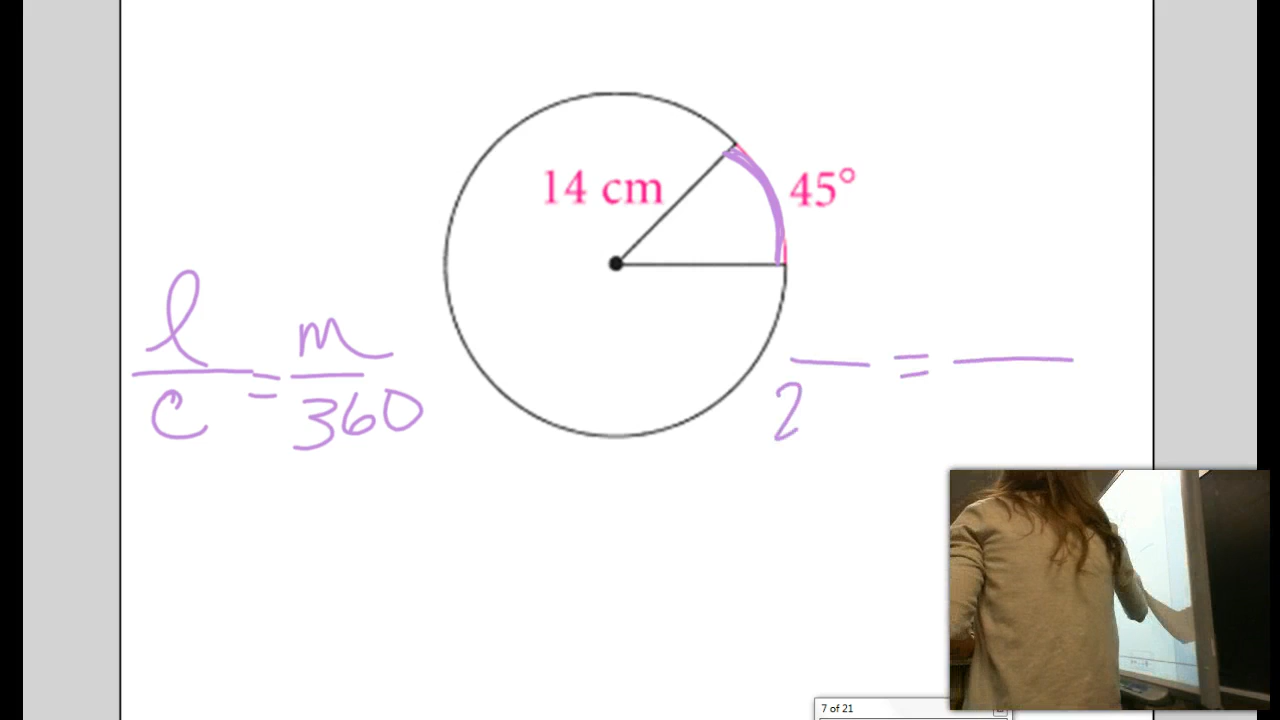 14 cm
45°
l/c = m/360
2 =
7 of 21